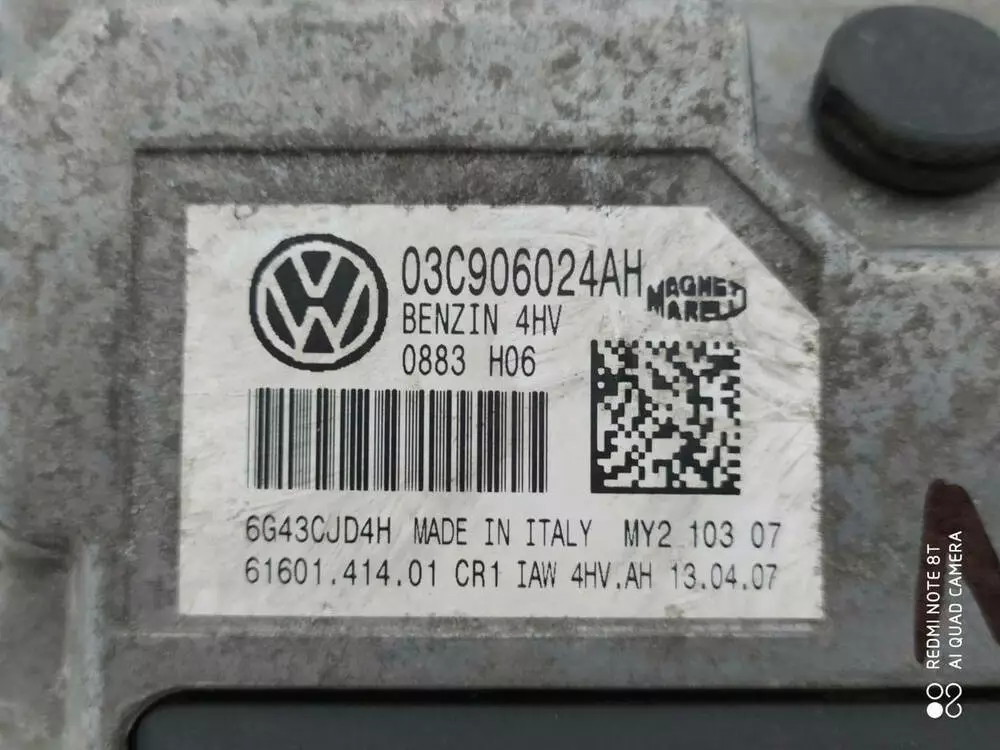 03C906024AH
MAGNETI
MARELLI
BENZIN 4HV
0883 H06
6G43CJD4H MADE IN ITALY MY2 103 07
61601.414.01 CR1 IAW 4HV.AH 13.04.07
REDMI NOTE 8T
AI QUAD CAMERA